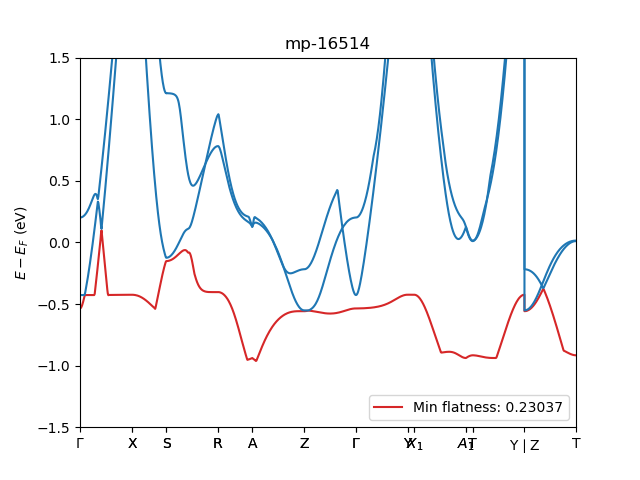 mp-16514
E − E_F (eV)
1.5
1.0
0.5
0.0
−0.5
−1.0
−1.5
Min flatness: 0.23037
Γ X S R A Z Γ Y X₁ A₁ T Y | Z T